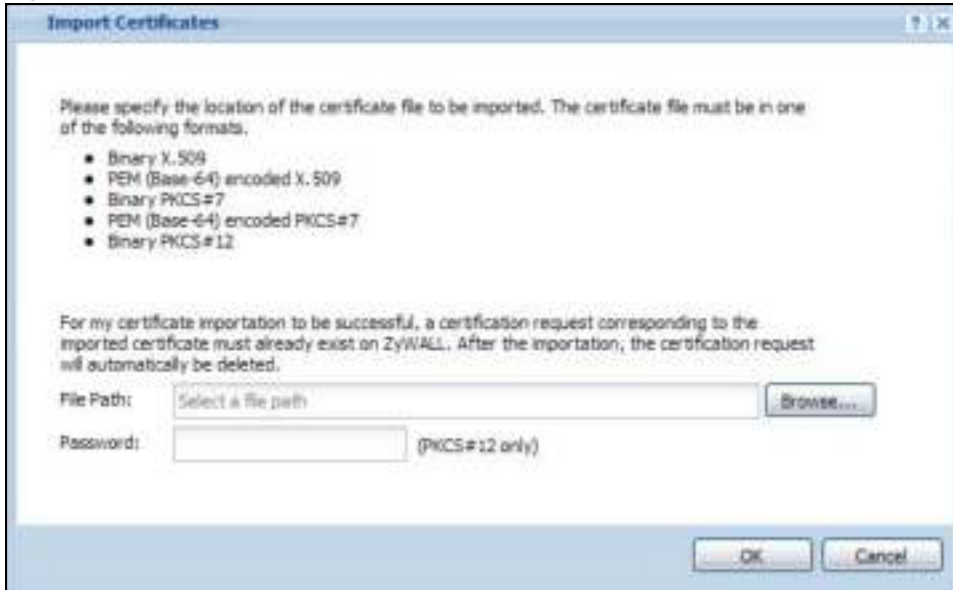 Import Certificates
? X
Please specify the location of the certificate file to be imported. The certificate file must be in one
of the following formats.
• Binary X.509
• PEM (Base-64) encoded X.509
• Binary PKCS#7
• PEM (Base-64) encoded PKCS#7
• Binary PKCS#12
For my certificate importation to be successful, a certification request corresponding to the
imported certificate must already exist on ZyWALL. After the importation, the certification request
will automatically be deleted.
File Path: Select a file path Browse...
Password: (PKCS#12 only)
OK Cancel